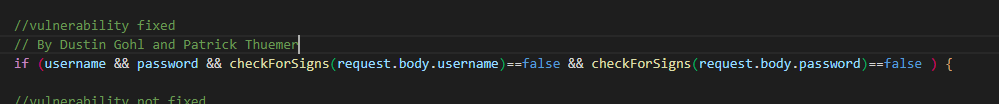 //vulnerability fixed
// By Dustin Gohl and Patrick Thuemer
if (username && password && checkForSigns(request.body.username)==false && checkForSigns(request.body.password)==false ) {
//vulnerability not fixed